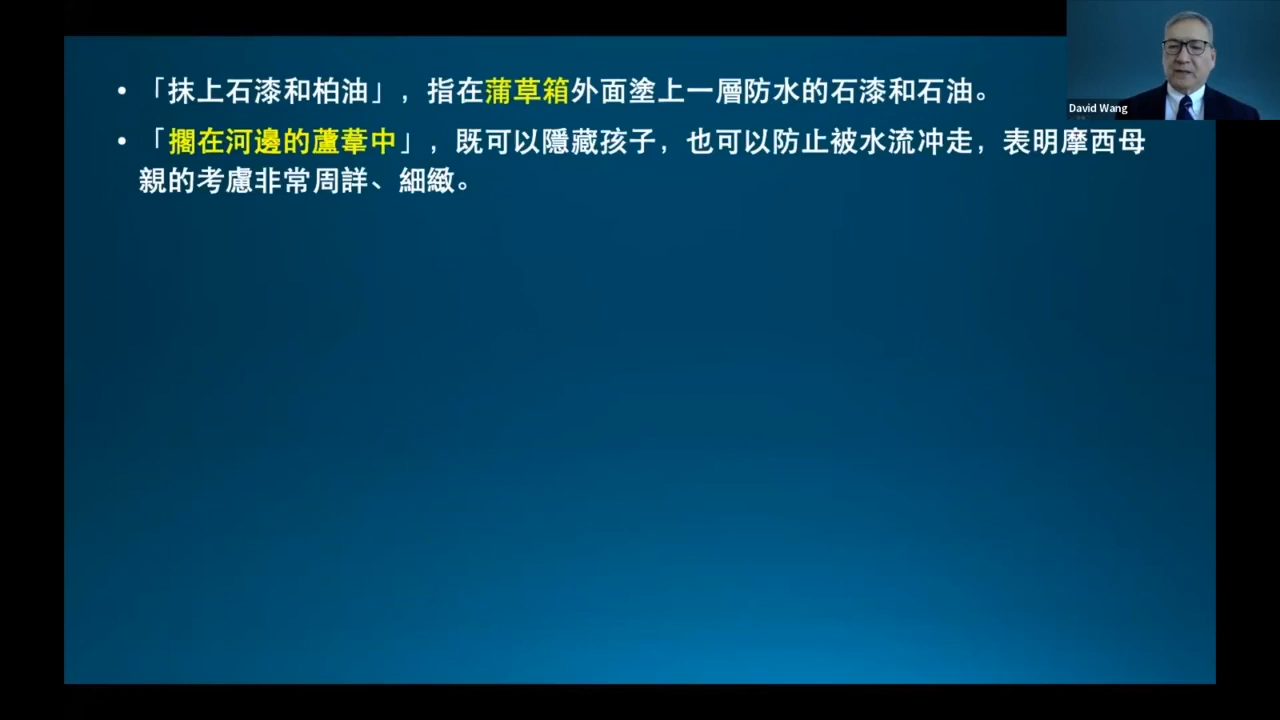 • 「抹上石漆和柏油」，指在蒲草箱外面塗上一層防水的石漆和石油。
• 「擱在河邊的蘆葦中」，既可以隱藏孩子，也可以防止被水流冲走，表明摩西母
親的考慮非常周詳、細緻。
David Wang